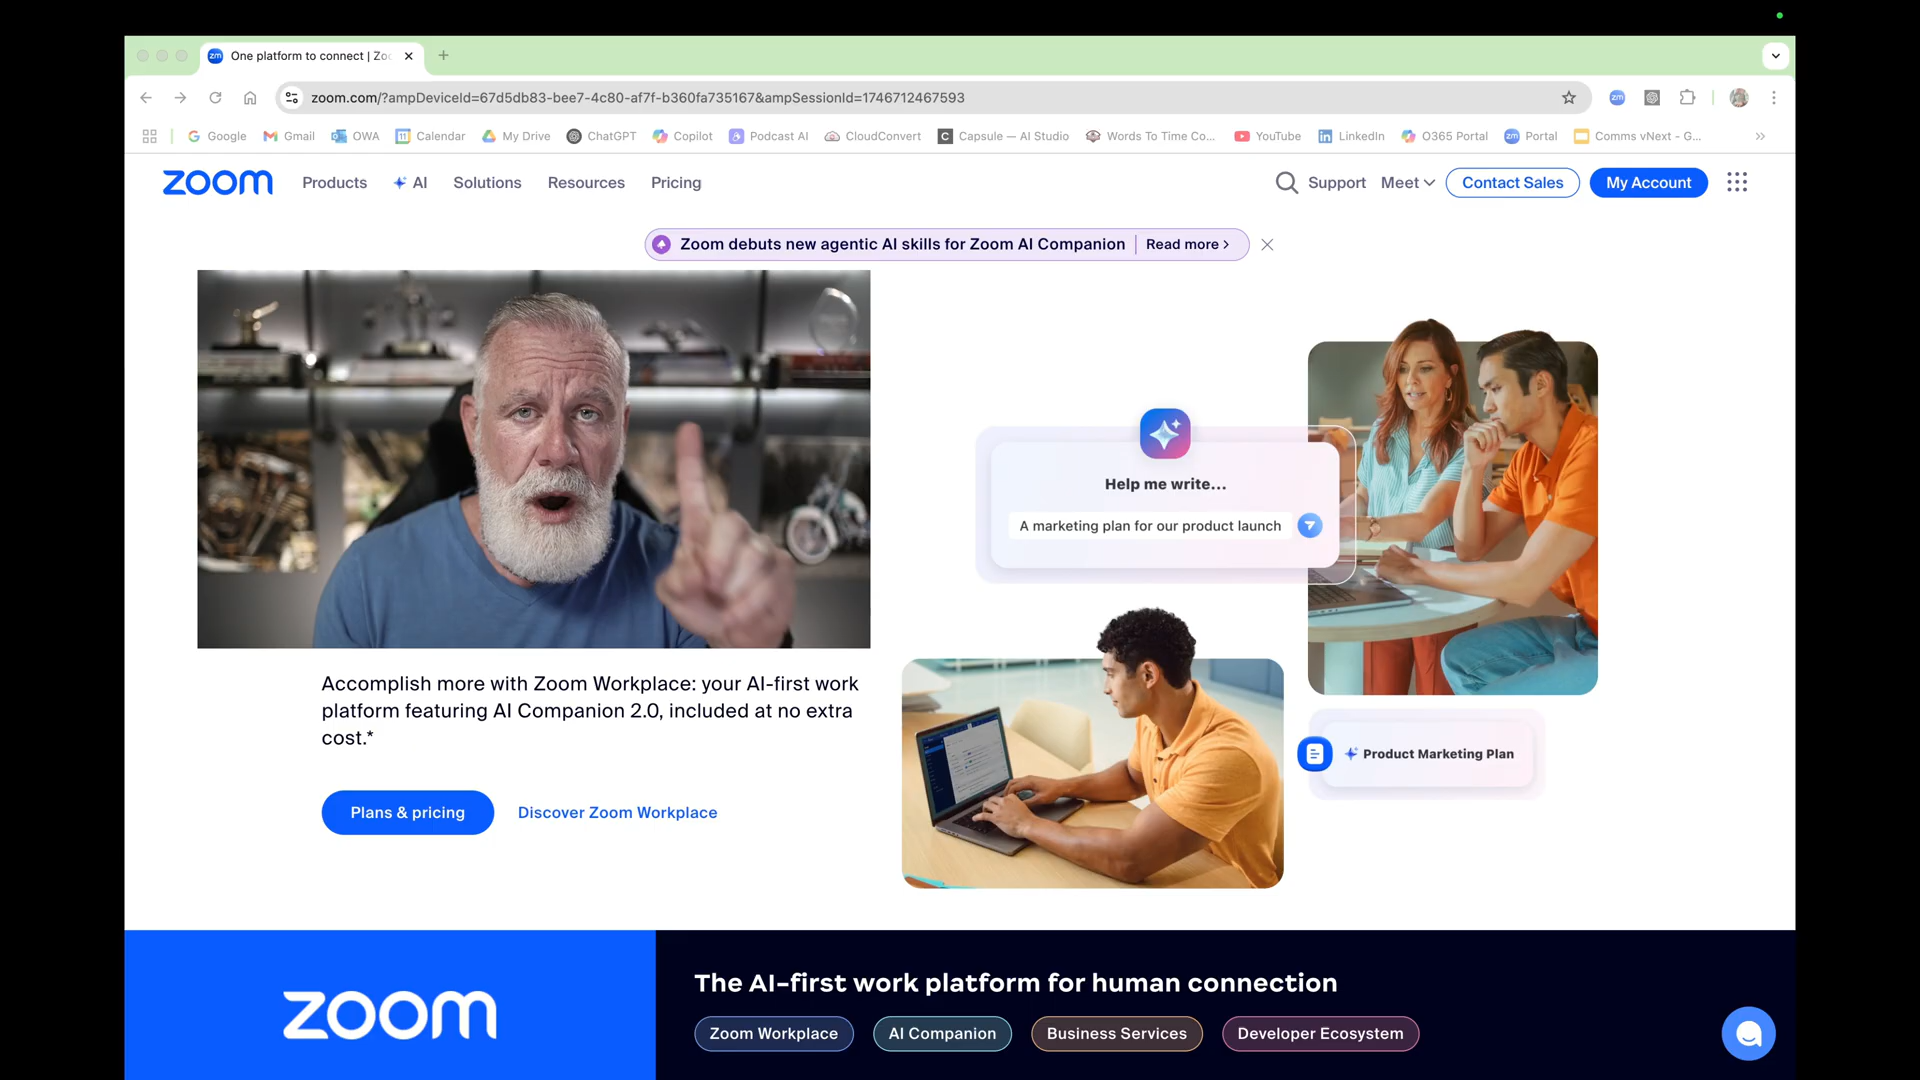 One platform to connect | Zo
zoom.com/?ampDeviceId=67d5db83-bee7-4c80-af7f-b360fa735167&ampSessionId=1746712467593
Google Gmail OWA Calendar My Drive ChatGPT Copilot Podcast AI CloudConvert Capsule — AI Studio Words To Time Co... YouTube LinkedIn O365 Portal Portal Comms vNext - G...
zoom Products AI Solutions Resources Pricing Support Meet Contact Sales My Account
Zoom debuts new agentic AI skills for Zoom AI Companion Read more
Help me write...
A marketing plan for our product launch
Accomplish more with Zoom Workplace: your AI-first work
platform featuring AI Companion 2.0, included at no extra
cost.*
Product Marketing Plan
Plans & pricing Discover Zoom Workplace
zoom
The AI-first work platform for human connection
Zoom Workplace AI Companion Business Services Developer Ecosystem